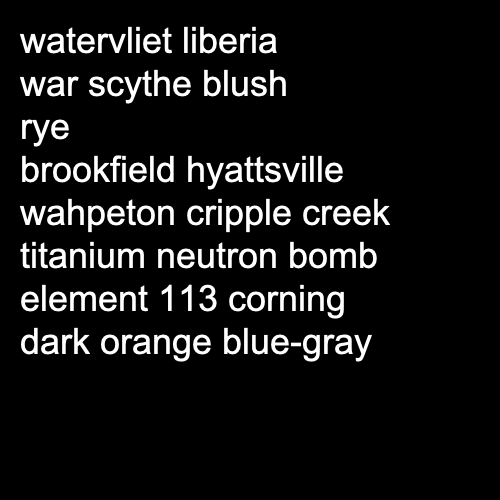 watervliet liberia
war scythe blush
rye
brookfield hyattsville
wahpeton cripple creek
titanium neutron bomb
element 113 corning
dark orange blue-gray